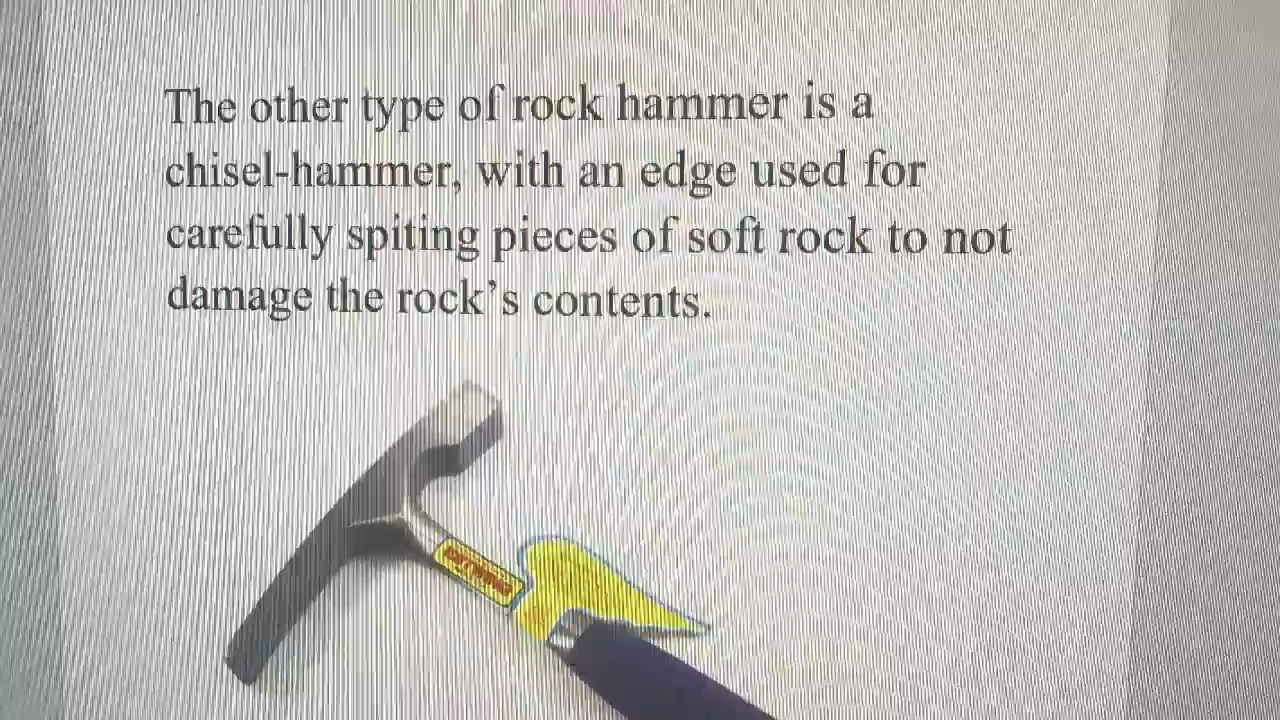 The other type of rock hammer is a
chisel-hammer, with an edge used for
carefully spiting pieces of soft rock to not
damage the rock’s contents.
ESTWING